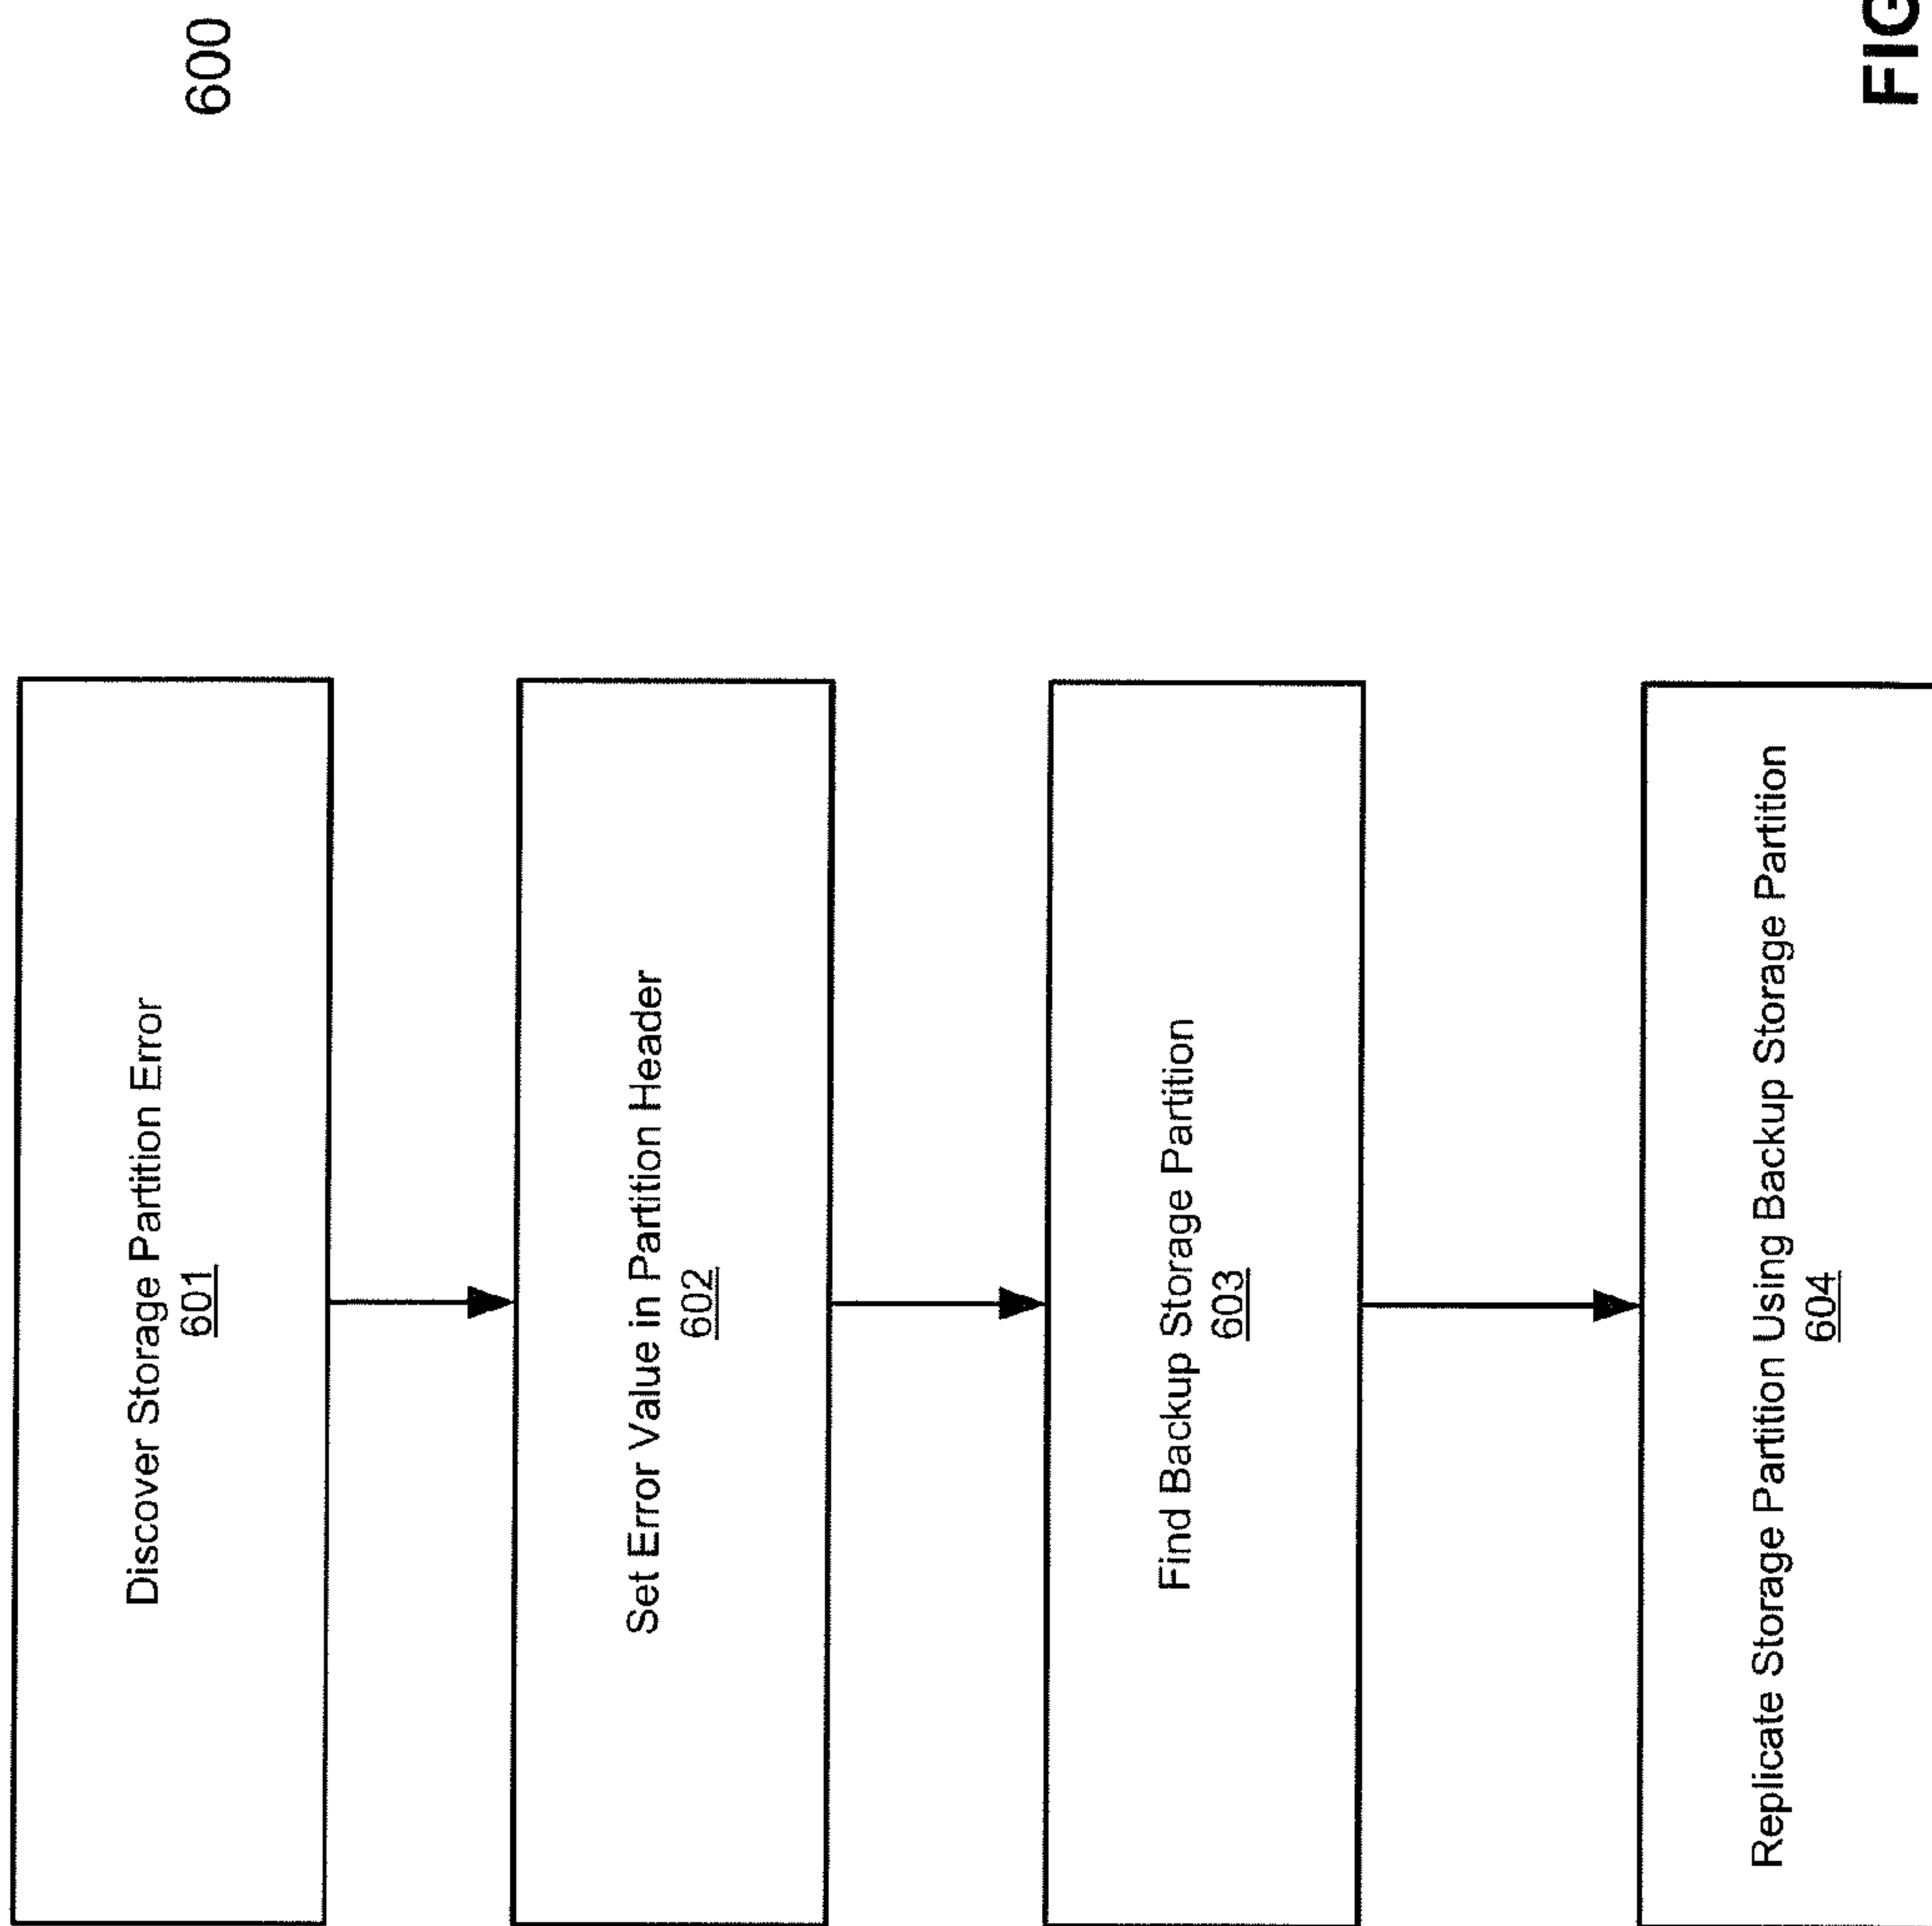 600
Discover Storage Partition Error
601
Set Error Value in Partition Header
602
Find Backup Storage Partition
603
Replicate Storage Partition Using Backup Storage Partition
604
FIG